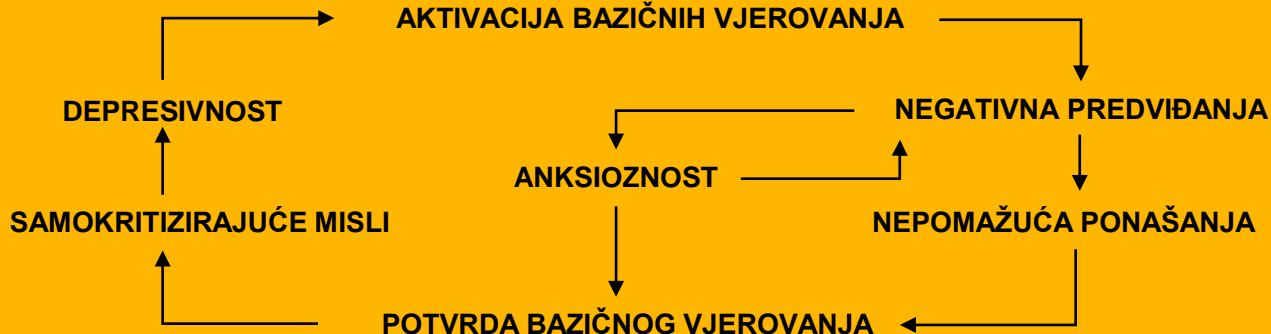 AKTIVACIJA BAZIČNIH VJEROVANJA
DEPRESIVNOST
NEGATIVNA PREDVIĐANJA
ANKSIOZNOST
SAMOKRITIZIRAJUĆE MISLI
NEPOMAŽUĆA PONAŠANJA
POTVRDA BAZIČNOG VJEROVANJA